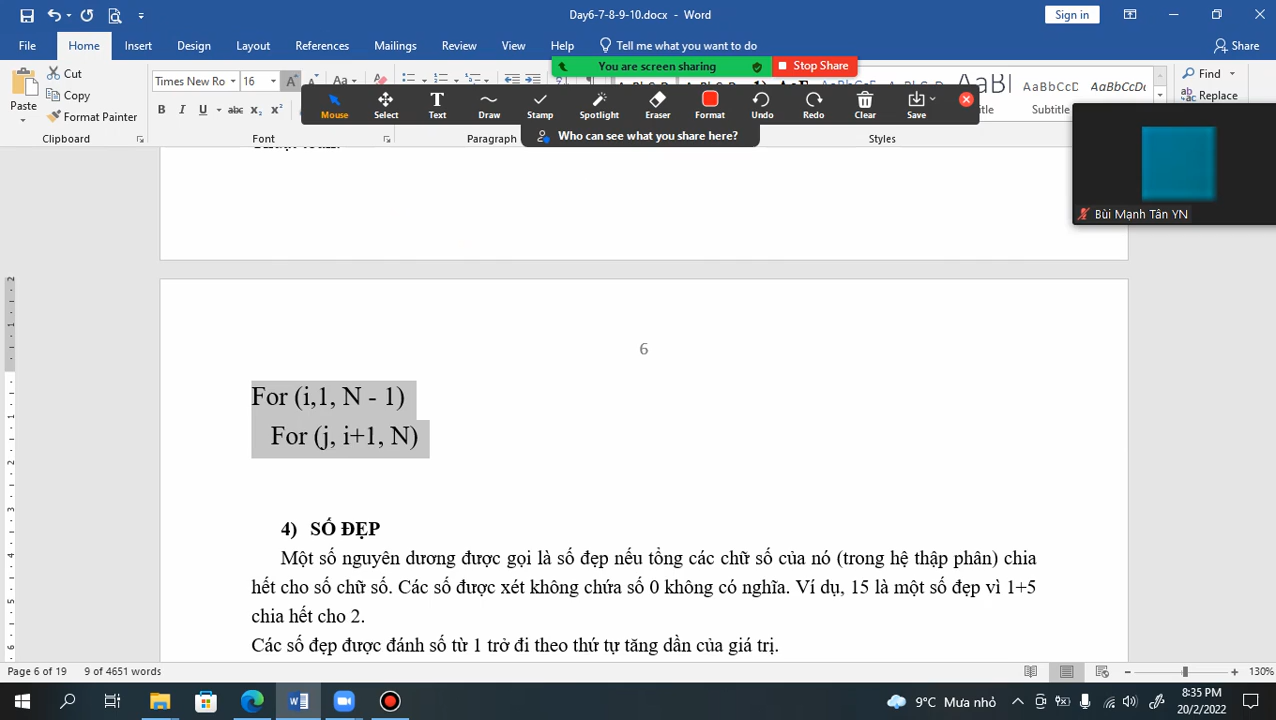 Day6-7-8-9-10.docx - Word
Sign in
File Home Insert Design Layout References Mailings Review View Help Tell me what you want to do Share
You are screen sharing Stop Share
Paste Cut Copy Format Painter
Times New Ro 16
Find Replace
Subtitle
Mouse Select Text Draw Stamp Spotlight Eraser Format Undo Redo Clear Save
Who can see what you share here?
Clipboard Font Paragraph Styles
Bùi Mạnh Tân YN
6
For (i,1, N - 1)
For (j, i+1, N)
4) SỐ ĐẸP
Một số nguyên dương được gọi là số đẹp nếu tổng các chữ số của nó (trong hệ thập phân) chia
hết cho số chữ số. Các số được xét không chứa số 0 không có nghĩa. Ví dụ, 15 là một số đẹp vì 1+5
chia hết cho 2.
Các số đẹp được đánh số từ 1 trở đi theo thứ tự tăng dần của giá trị.
Page 6 of 19 9 of 4651 words 130%
9°C Mưa nhỏ
8:35 PM
20/2/2022